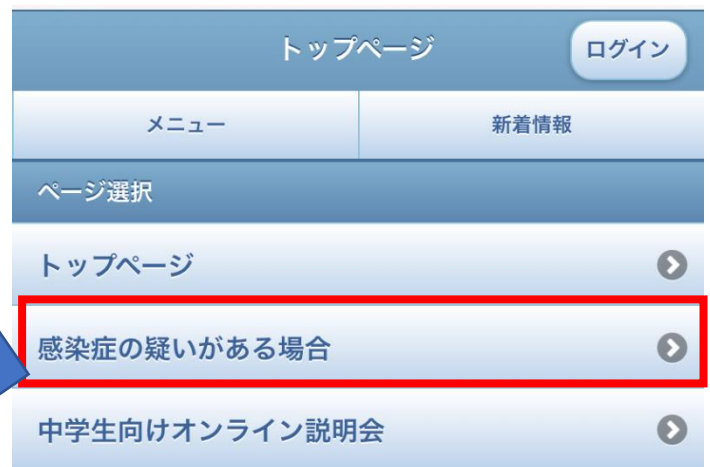 トップページ
ログイン
メニュー
新着情報
ページ選択
トップページ
感染症の疑いがある場合
中学生向けオンライン説明会